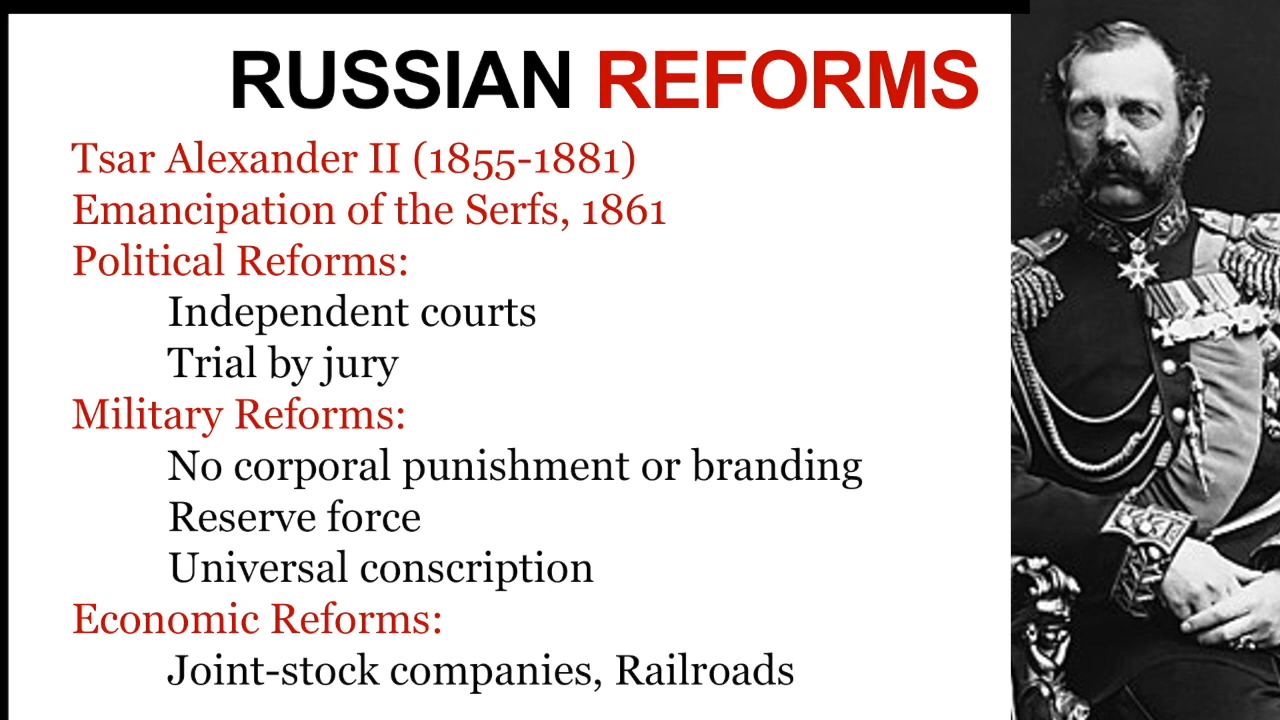 RUSSIAN REFORMS
Tsar Alexander II (1855-1881)
Emancipation of the Serfs, 1861
Political Reforms:
Independent courts
Trial by jury
Military Reforms:
No corporal punishment or branding
Reserve force
Universal conscription
Economic Reforms:
Joint-stock companies, Railroads